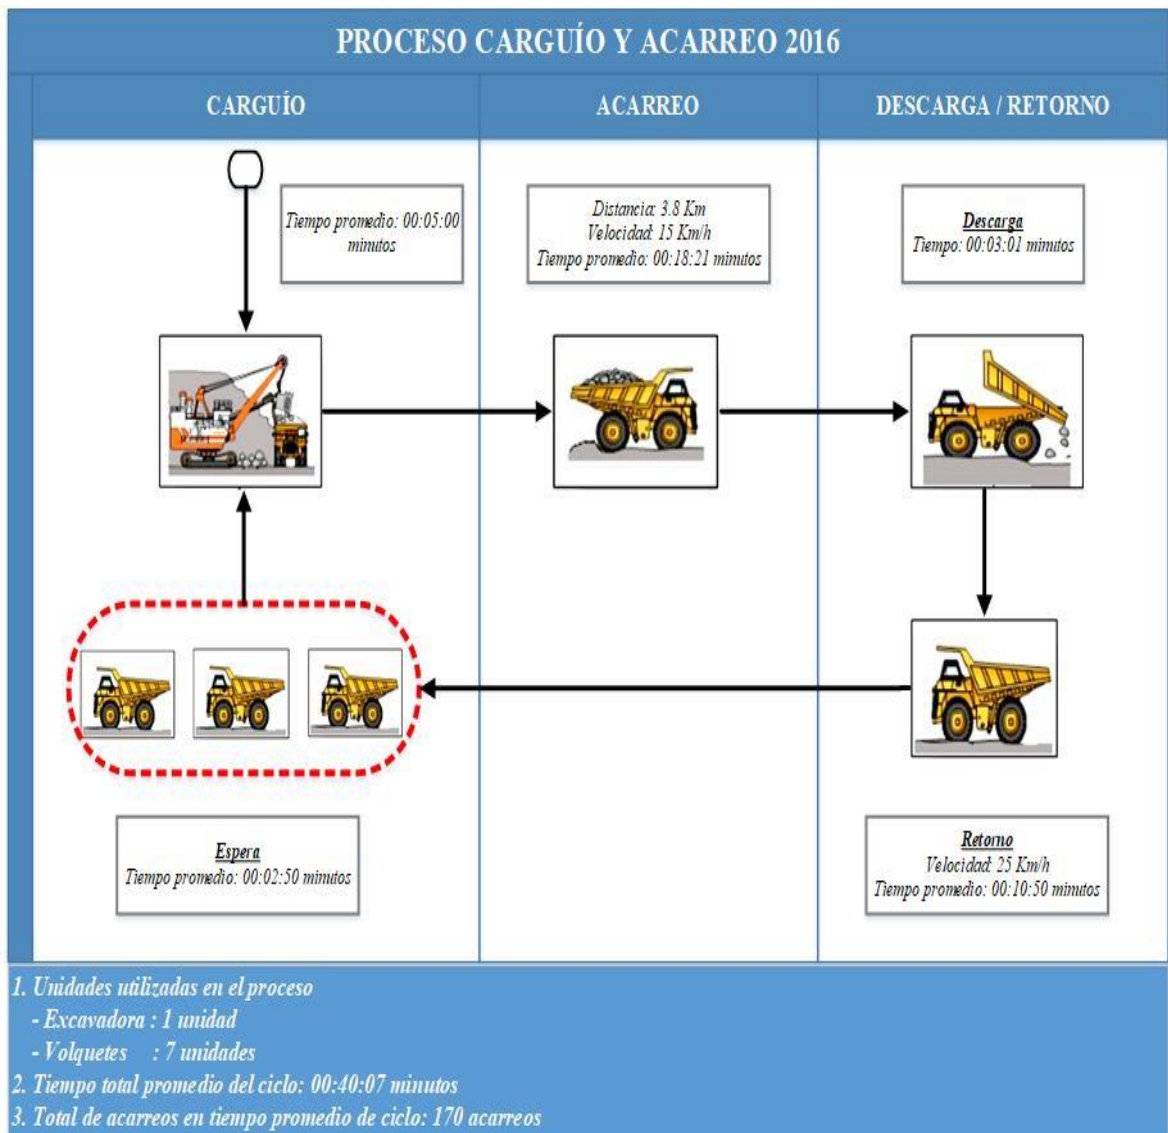 PROCESO CARGUÍO Y ACARREO 2016
CARGUÍO
ACARREO
DESCARGA / RETORNO
Tiempo promedio: 00:05:00
minutos
Distancia: 3.8 Km
Velocidad: 15 Km/h
Tiempo promedio: 00:18:21 minutos
Descarga
Tiempo: 00:03:01 minutos
Espera
Tiempo promedio: 00:02:50 minutos
Retorno
Velocidad: 25 Km/h
Tiempo promedio: 00:10:50 minutos
1. Unidades utilizadas en el proceso
- Excavadora : 1 unidad
- Volquetes : 7 unidades
2. Tiempo total promedio del ciclo: 00:40:07 minutos
3. Total de acarreos en tiempo promedio de ciclo: 170 acarreos